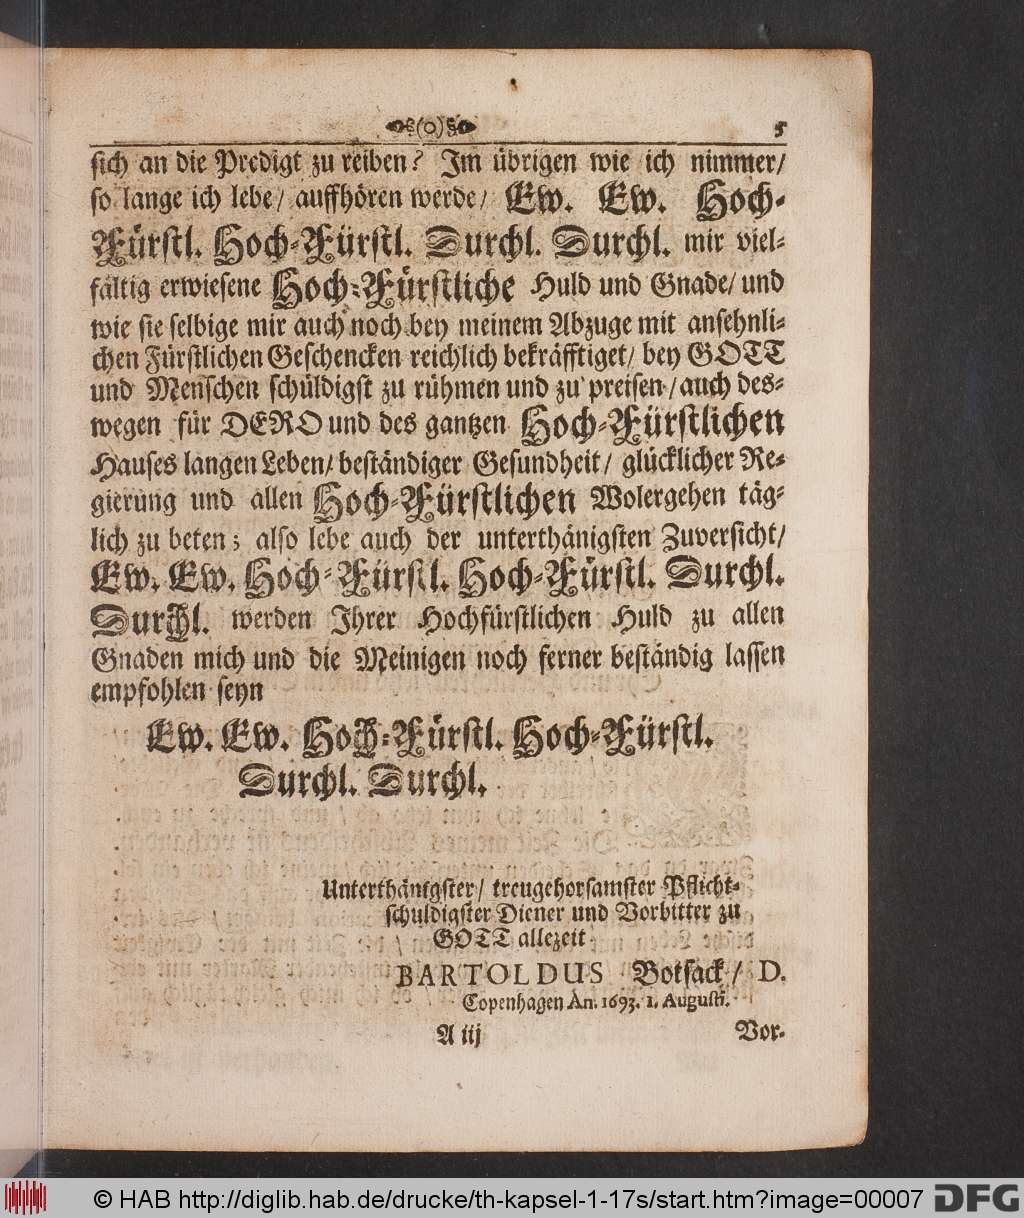 (o) 5
sich an die Predigt zu reiben? Im übrigen wie ich nimmer/
so lange ich lebe/ auffhören werde/ Ew. Ew. Hoch-
Fürstl. Hoch-Fürstl. Durchl. Durchl. mir viel-
fältig erwiesene Hoch-Fürstliche Huld und Gnade/ und
wie sie selbige mir auch noch bey meinem Abzuge mit ansehnli-
chen Fürstlichen Geschencken reichlich bekräfftiget/ bey GOTT
und Menschen schüldigst zu rühmen und zu preisen/ auch des-
wegen für DERO und des gantzen Hoch-Fürstlichen
Hauses langen Leben/ beständiger Gesundheit/ glücklicher Re-
gierung und allen Hoch-Fürstlichen Wolergehen täg-
lich zu beten; also lebe auch der unterthänigsten Zuversicht/
Ew. Ew. Hoch-Fürstl. Hoch-Fürstl. Durchl.
Durchl. werden Ihrer Hochfürstlichen Huld zu allen
Gnaden mich und die Meinigen noch ferner beständig lassen
empfohlen seyn
Ew. Ew. Hoch-Fürstl. Hoch-Fürstl.
Durchl. Durchl.
Unterthänigster/ treugehorsamster Pflicht-
schuldigster Diener und Vorbitter zu
GOTT allezeit
BARTOLDUS Botsack/ D.
Copenhagen An. 1693. 1. Augusti.
A iij Vor-
© HAB http://diglib.hab.de/drucke/th-kapsel-1-17s/start.htm?image=00007 DFG